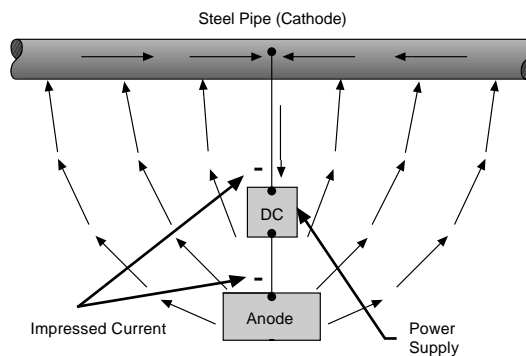 Steel Pipe (Cathode)
-
DC
-
Anode
Impressed Current
Power
Supply